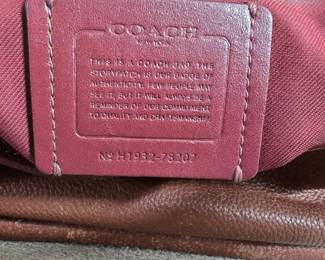 COACH
NEW YORK
THIS IS A COACH BAG. THE
STORYPATCH IS OUR BADGE OF
AUTHENTICITY. FEW PEOPLE MAY
SEE IT, BUT IT WILL ALWAYS BE A
REMINDER OF OUR COMMITMENT
TO QUALITY AND CRAFTSMANSHIP.
Nº H1932-78207